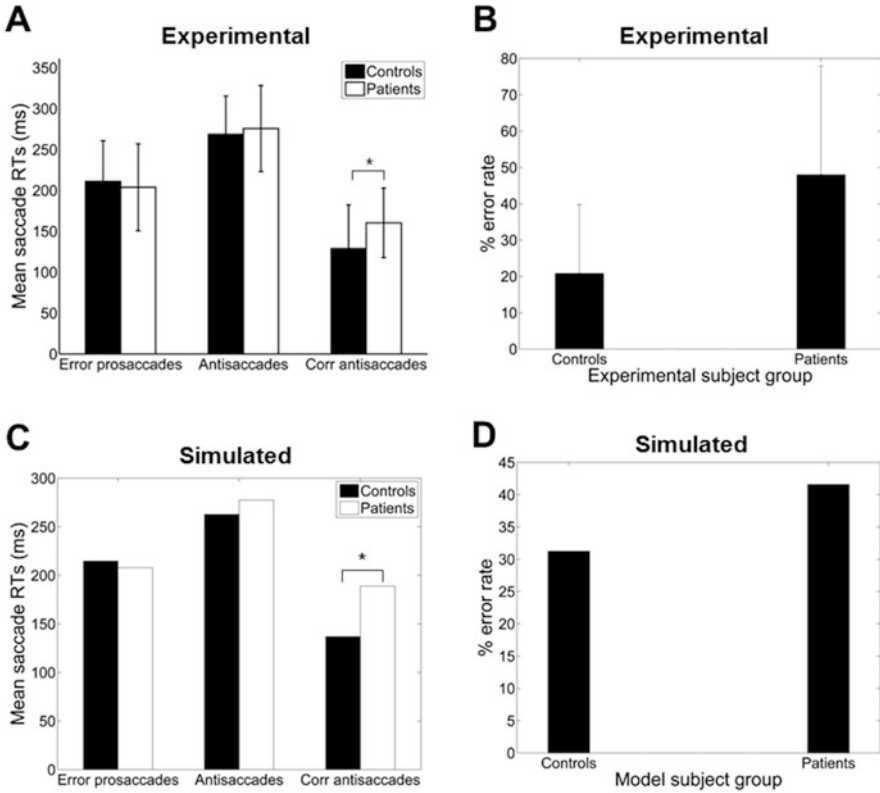 A
Experimental
Mean saccade RTs (ms)
350
300
250
200
150
100
50
0
Controls
Patients
*
Error prosaccades
Antisaccades
Corr antisaccades
B
Experimental
% error rate
80
70
60
50
40
30
20
10
0
Controls
Patients
Experimental subject group
C
Simulated
Mean saccade RTs (ms)
300
250
200
150
100
50
0
Controls
Patients
*
Error prosaccades
Antisaccades
Corr antisaccades
D
Simulated
% error rate
45
40
35
30
25
20
15
10
5
0
Controls
Patients
Model subject group